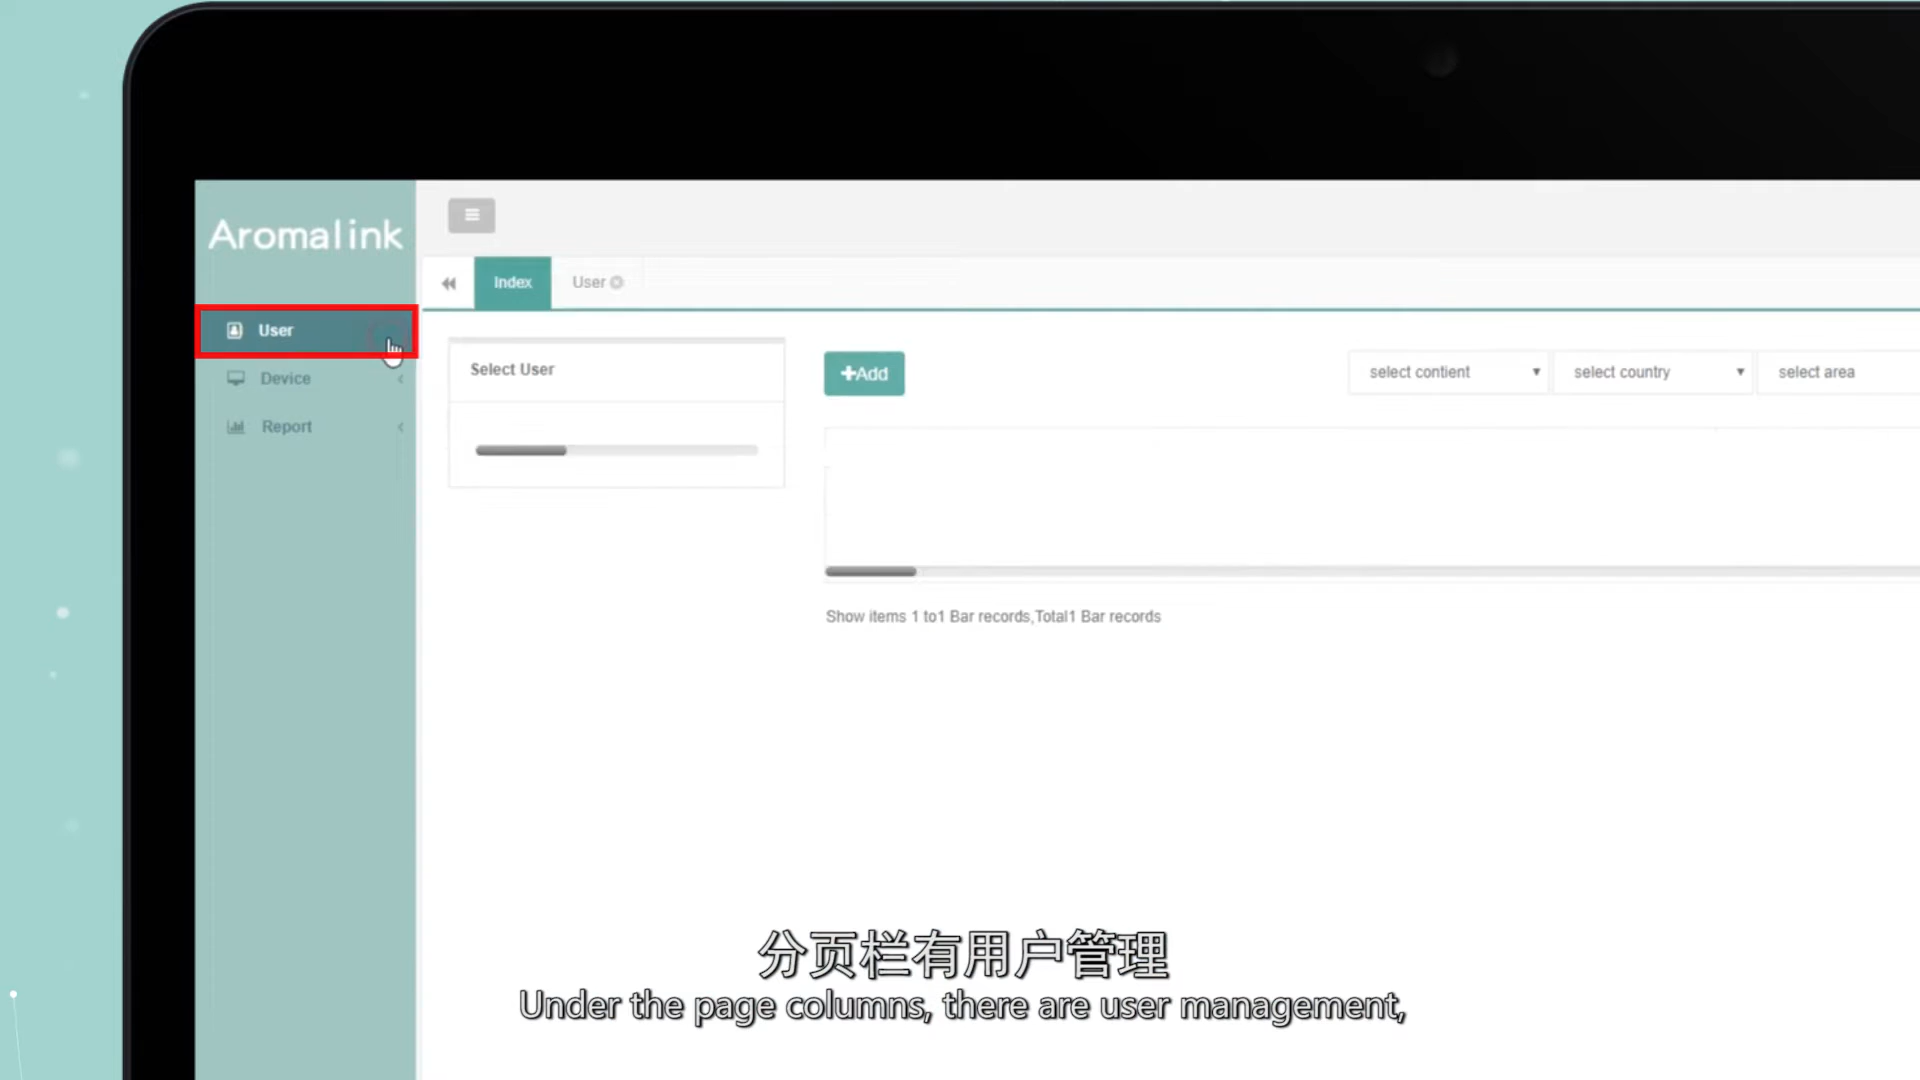 Aromalink
Index
User
User
Device
Report
Select User
Add
select contient
select country
select area
Show items 1 to1 Bar records,Total1 Bar records
分页栏有用户管理
Under the page columns, there are user management,